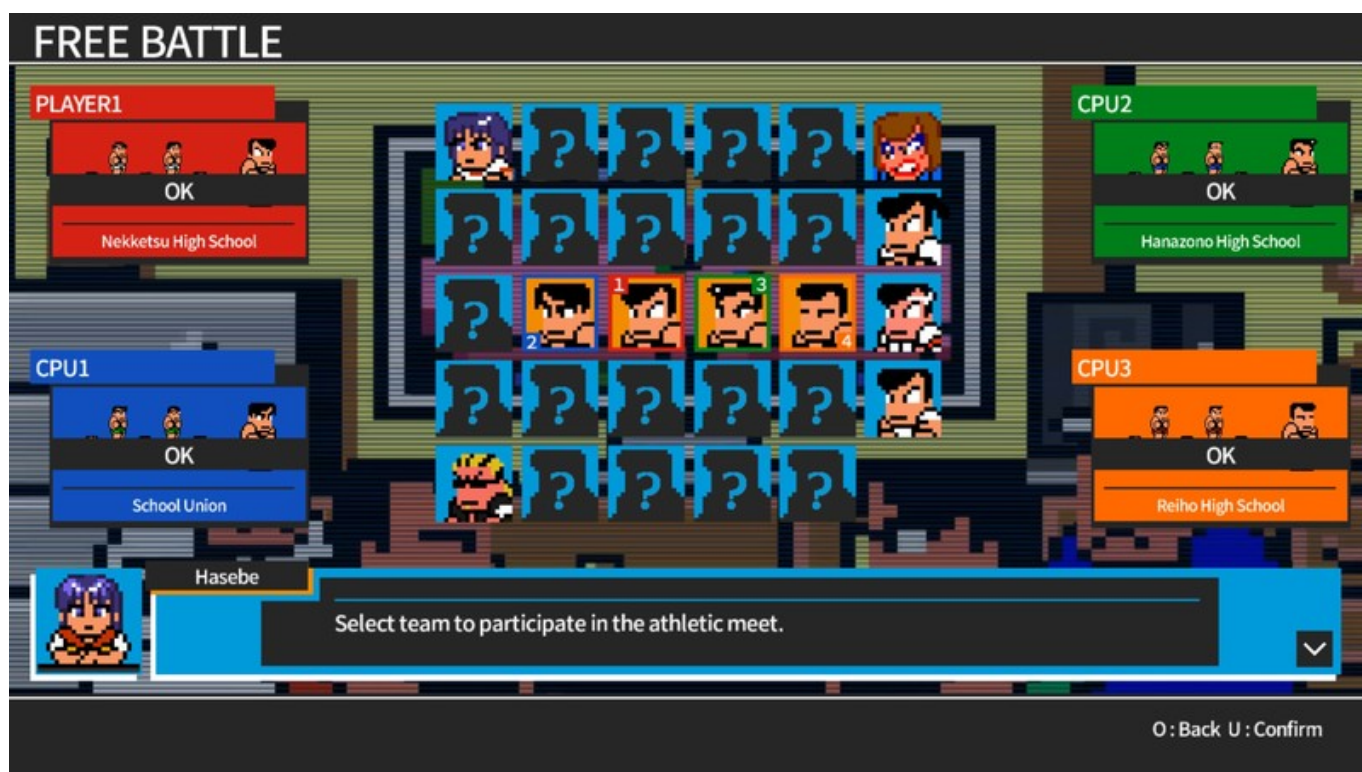 FREE BATTLE
PLAYER1
OK
Nekketsu High School
CPU2
OK
Hanazono High School
? ? ? ?
? ? ? ? ?
? 2 1 3 4
? ? ? ? ?
? ? ? ?
CPU1
OK
School Union
CPU3
OK
Reiho High School
Hasebe
Select team to participate in the athletic meet.
O : Back U : Confirm